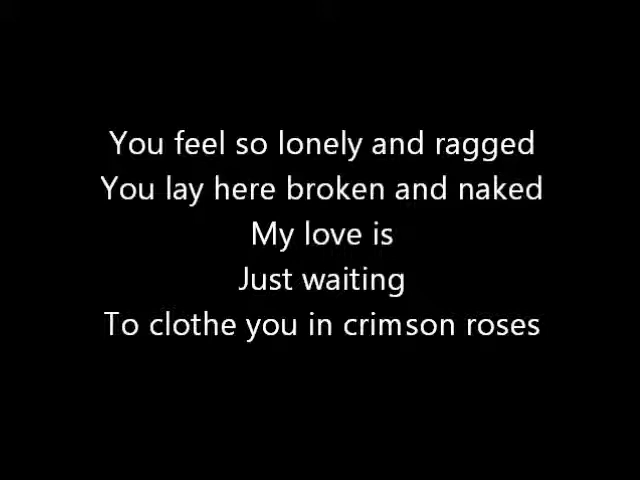 You feel so lonely and ragged
You lay here broken and naked
My love is
Just waiting
To clothe you in crimson roses